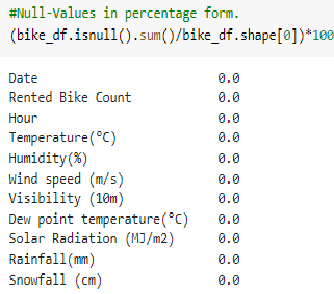 #Null-Values in percentage form.
(bike_df.isnull().sum()/bike_df.shape[0])*100
Date 0.0
Rented Bike Count 0.0
Hour 0.0
Temperature(°C) 0.0
Humidity(%) 0.0
Wind speed (m/s) 0.0
Visibility (10m) 0.0
Dew point temperature(°C) 0.0
Solar Radiation (MJ/m2) 0.0
Rainfall(mm) 0.0
Snowfall (cm) 0.0